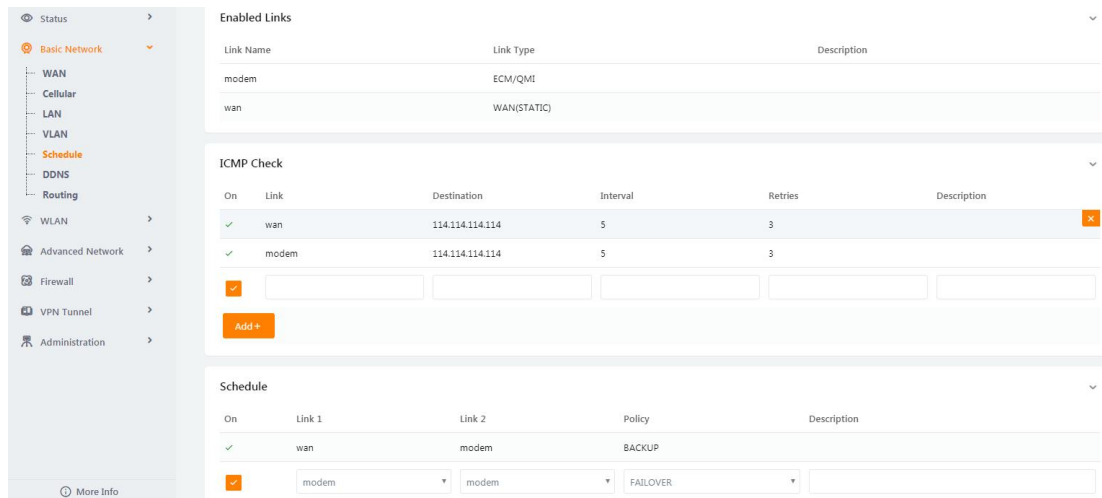 Status
Basic Network
WAN
Cellular
LAN
VLAN
Schedule
DDNS
Routing
WLAN
Advanced Network
Firewall
VPN Tunnel
Administration
More Info
Enabled Links
Link Name Link Type Description
modem ECM/QMI
wan WAN(STATIC)
ICMP Check
On Link Destination Interval Retries Description
wan 114.114.114.114 5 3
modem 114.114.114.114 5 3
Add +
Schedule
On Link 1 Link 2 Policy Description
wan modem BACKUP
modem modem FAILOVER